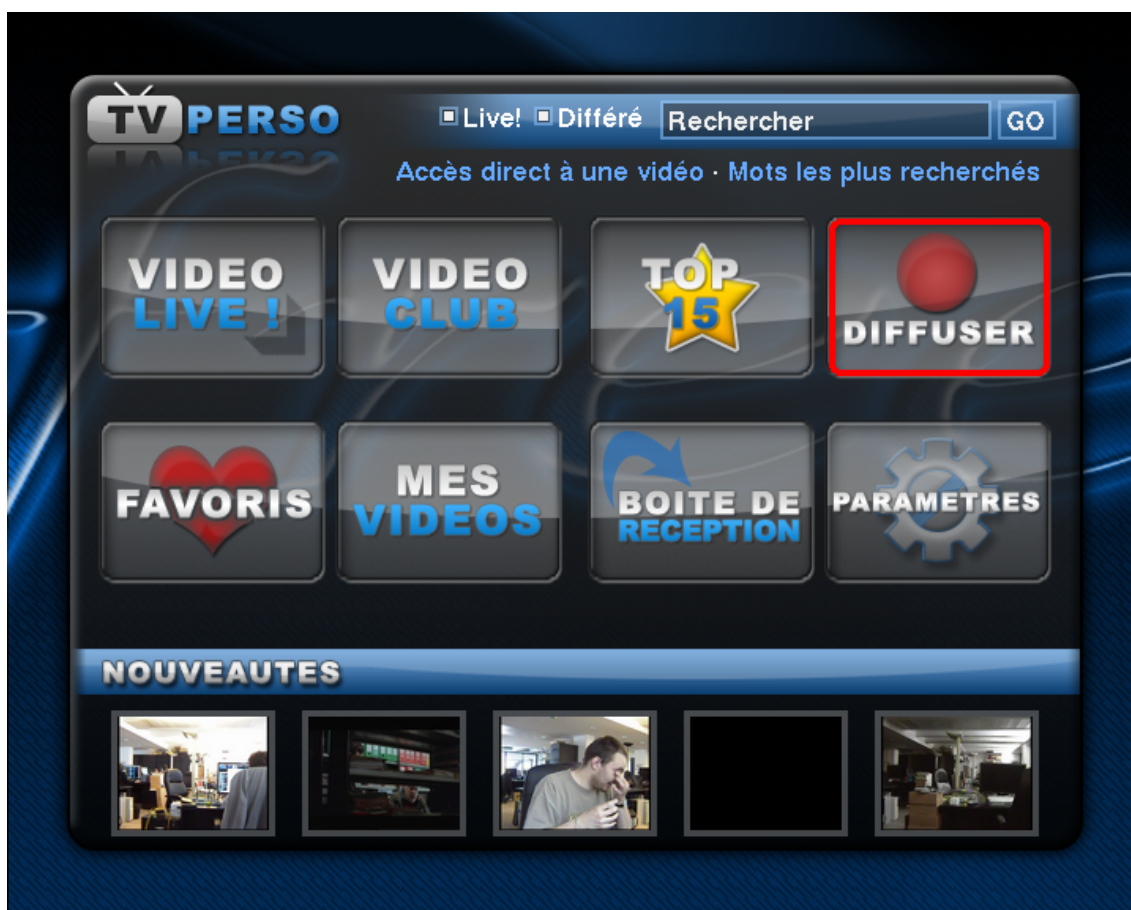 TV PERSO
Live! Différé Rechercher GO
Accès direct à une vidéo · Mots les plus recherchés
VIDEO
LIVE !
VIDEO
CLUB
TOP
15
DIFFUSER
FAVORIS
MES
VIDEOS
BOITE DE
RECEPTION
PARAMETRES
NOUVEAUTES